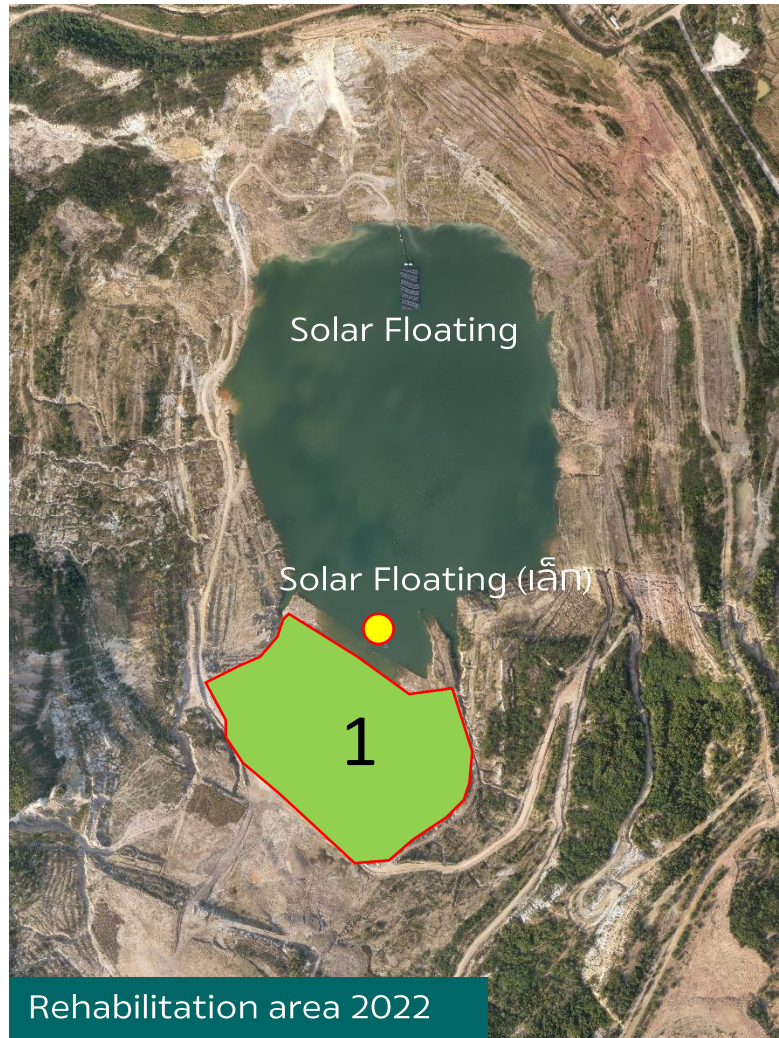 Solar Floating
Solar Floating (เล็ก)
1
Rehabilitation area 2022